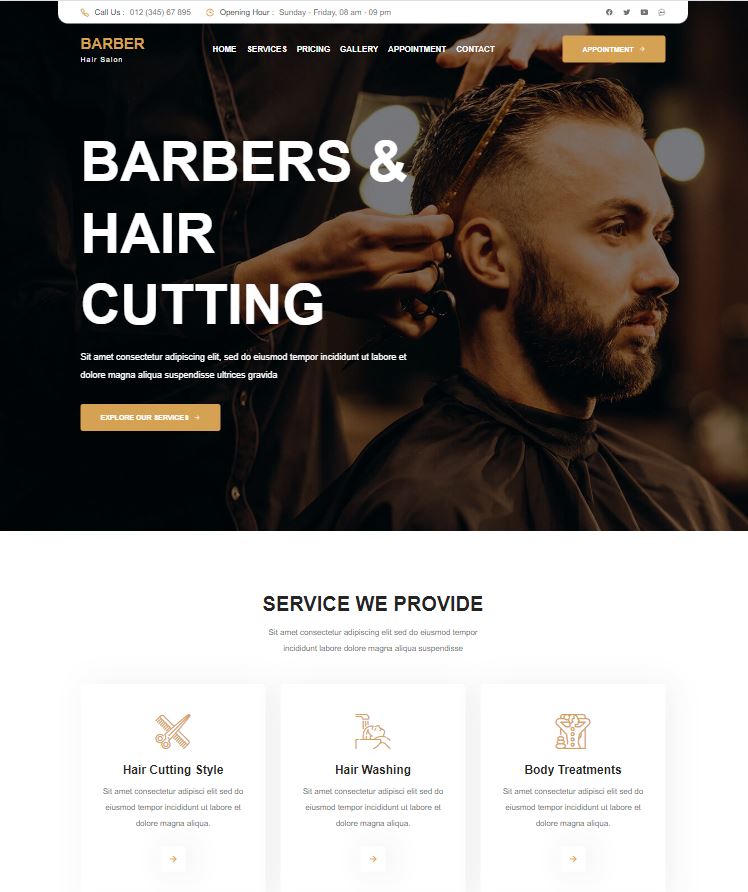 Call Us : 012 (345) 67 895 Opening Hour : Sunday - Friday, 08 am - 09 pm
BARBER
Hair Salon
HOME SERVICES PRICING GALLERY APPOINTMENT CONTACT
APPOINTMENT →
BARBERS &
HAIR
CUTTING
Sit amet consectetur adipiscing elit, sed do eiusmod tempor incididunt ut labore et
dolore magna aliqua suspendisse ultrices gravida
EXPLORE OUR SERVICES →
SERVICE WE PROVIDE
Sit amet consectetur adipiscing elit sed do eiusmod tempor
incididunt labore dolore magna aliqua suspendisse
Hair Cutting Style
Sit amet consectetur adipisci elit sed do
eiusmod tempor incididunt ut labore et
dolore magna aliqua.
→
Hair Washing
Sit amet consectetur adipisci elit sed do
eiusmod tempor incididunt ut labore et
dolore magna aliqua.
→
Body Treatments
Sit amet consectetur adipisci elit sed do
eiusmod tempor incididunt ut labore et
dolore magna aliqua.
→